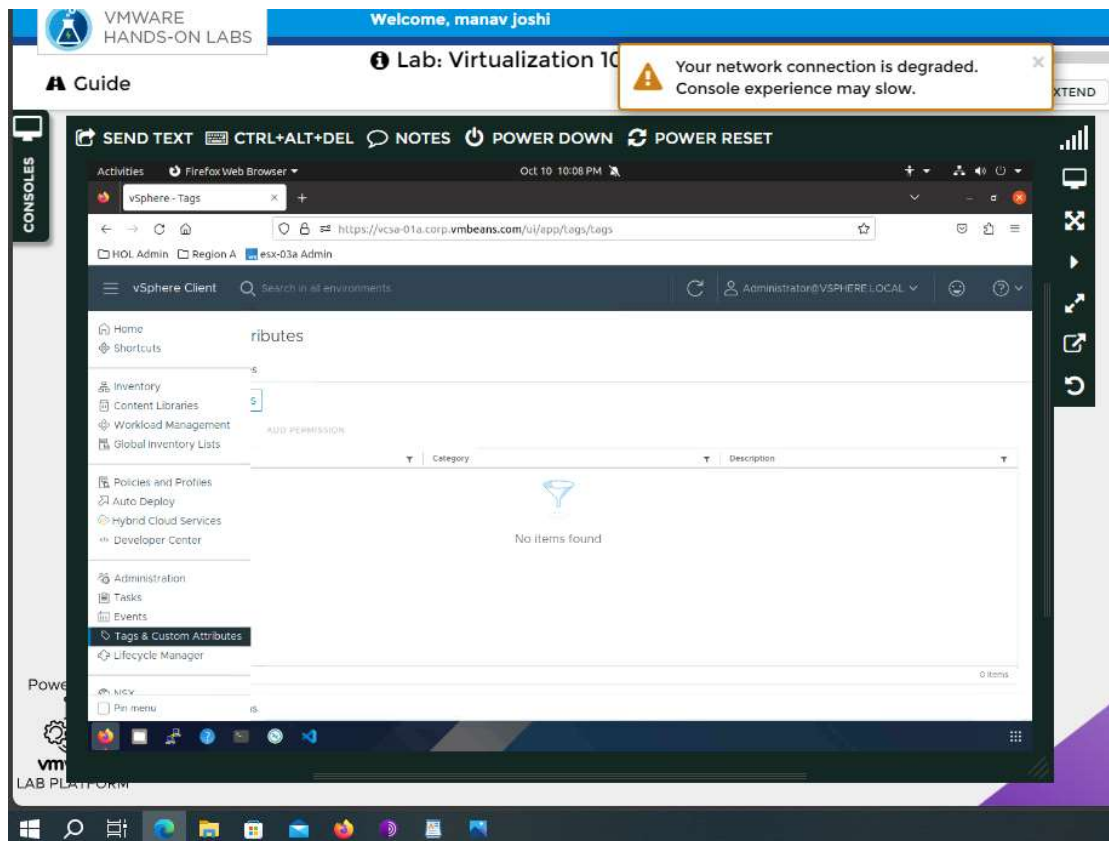 VMWARE
HANDS-ON LABS
Welcome, manav joshi
Lab: Virtualization 10
Your network connection is degraded.
Console experience may slow.
Guide
XTEND
CONSOLES
SEND TEXT CTRL+ALT+DEL NOTES POWER DOWN POWER RESET
Activities Firefox Web Browser Oct 10 10:08 PM
vSphere - Tags
https://vcsa-01a.corp.vmbeans.com/ui/app/tags/tags
HOL Admin Region A esx-03a Admin
vSphere Client Search in all environments Administrator@VSPHERE.LOCAL
Home
Shortcuts
ributes
es
Inventory
Content Libraries
S
Workload Management
ADD PERMISSION
Global Inventory Lists
Category Description
Policies and Profiles
Auto Deploy
Hybrid Cloud Services
Developer Center
No items found
Administration
Tasks
Events
Tags & Custom Attributes
Lifecycle Manager
0 items
NSX
Pin menu
Powe
vm
LAB PLATFORM